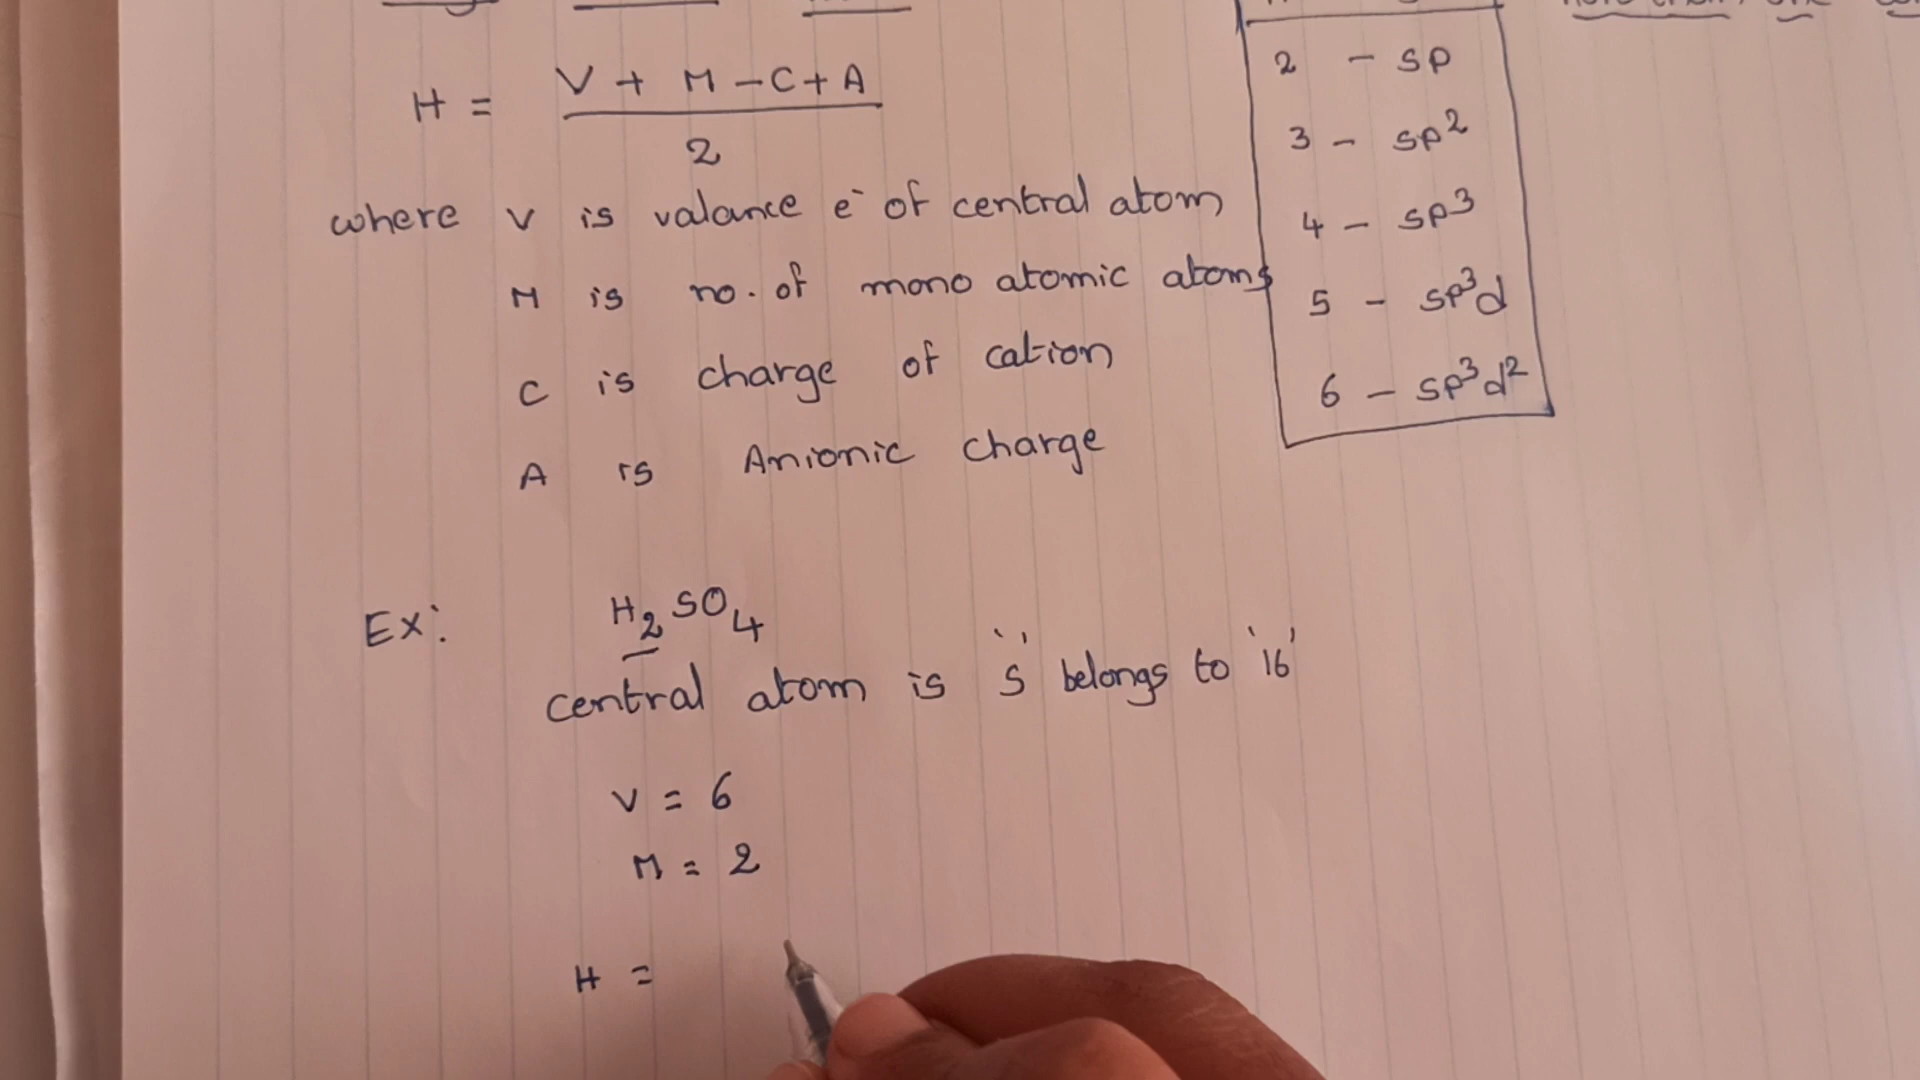 H = V + M - C + A
2
where V is valance e⁻ of central atom
M is no. of mono atomic atoms
C is charge of cation
A is Anionic charge
2 - sp
3 - sp²
4 - sp³
5 - sp³d
6 - sp³d²
Ex: H₂SO₄
central atom is 'S' belongs to '16'
V = 6
M = 2
H =